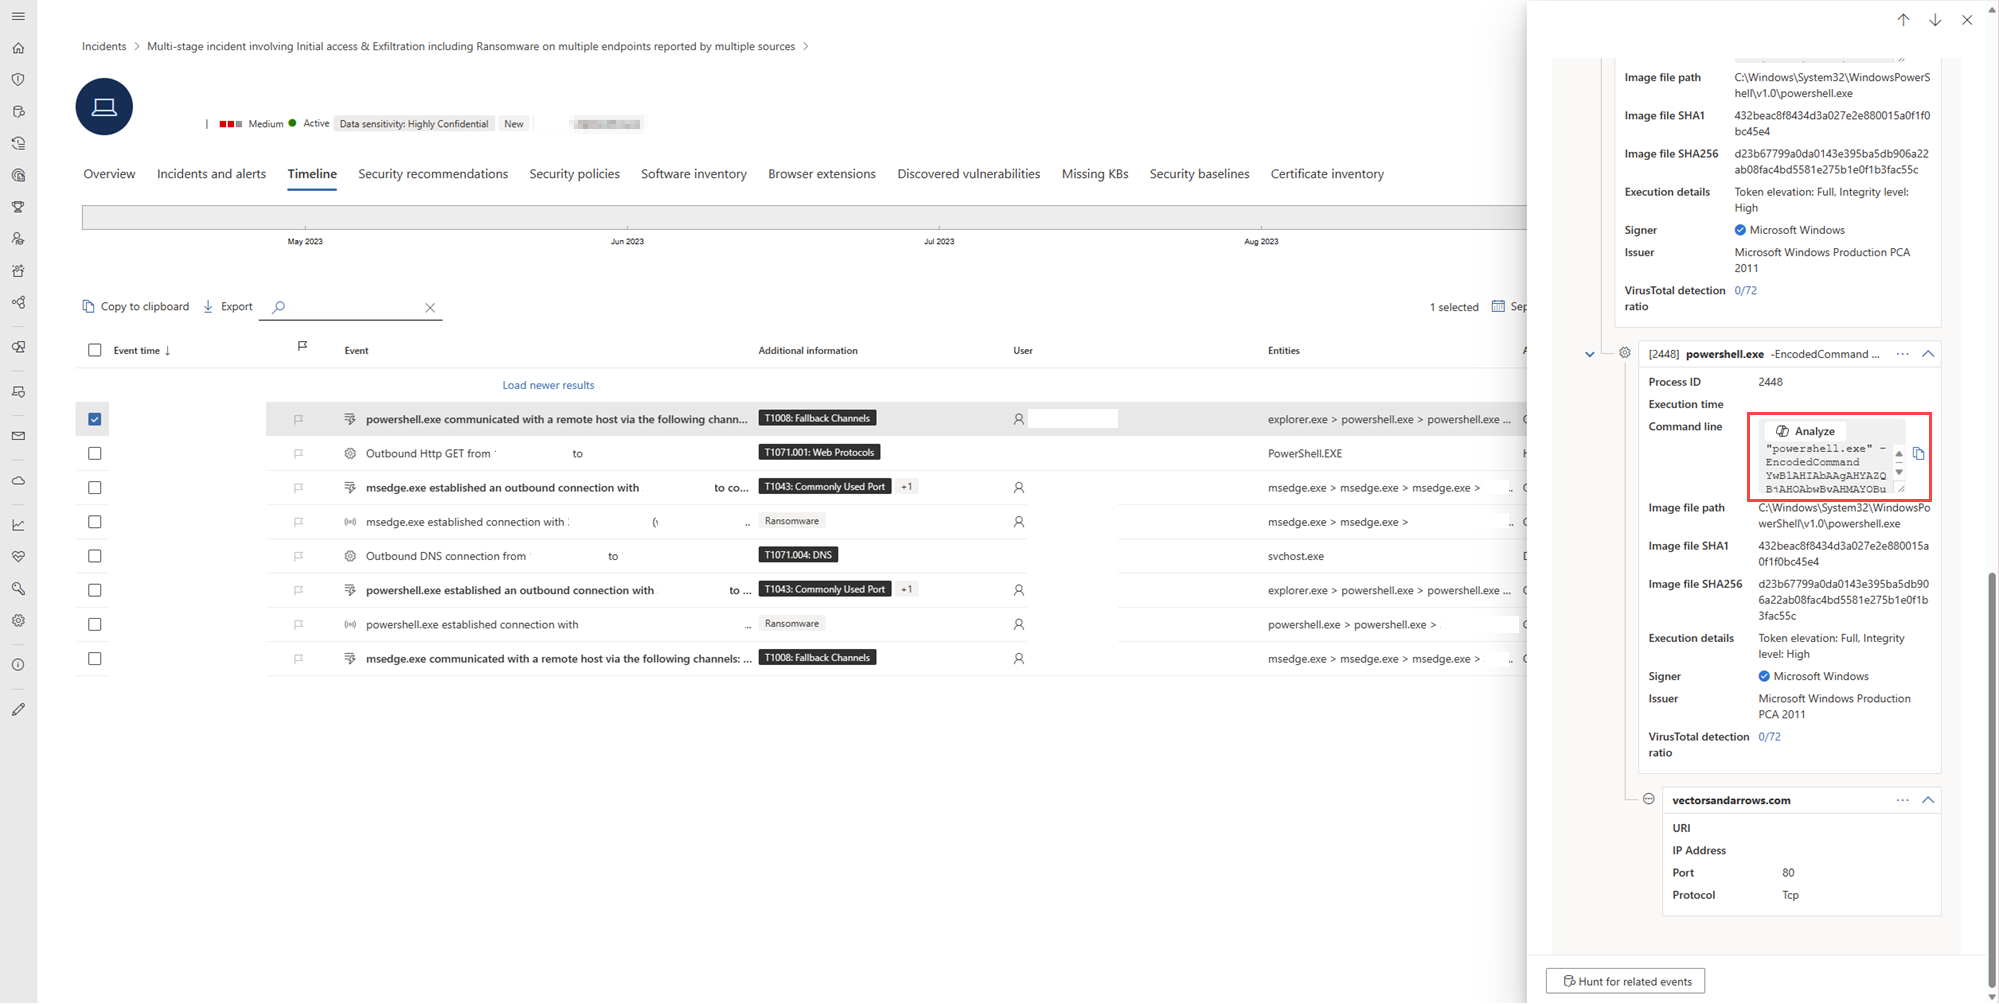 Incidents > Multi-stage incident involving Initial access & Exfiltration including Ransomware on multiple endpoints reported by multiple sources >
Medium Active Data sensitivity: Highly Confidential New
Overview Incidents and alerts Timeline Security recommendations Security policies Software inventory Browser extensions Discovered vulnerabilities Missing KBs Security baselines Certificate inventory
May 2023 Jun 2023 Jul 2023 Aug 2023
Copy to clipboard Export 1 selected Sep
Event time ↓ Event Additional information User Entities
Load newer results
powershell.exe communicated with a remote host via the following chann... T1008: Fallback Channels explorer.exe > powershell.exe > powershell.exe ...
Outbound Http GET from to T1071.001: Web Protocols PowerShell.EXE
msedge.exe established an outbound connection with to co... T1043: Commonly Used Port +1 msedge.exe > msedge.exe > msedge.exe > ..
msedge.exe established connection with .. Ransomware msedge.exe > msedge.exe > ..
Outbound DNS connection from to T1071.004: DNS svchost.exe
powershell.exe established an outbound connection with to ... T1043: Commonly Used Port +1 explorer.exe > powershell.exe > powershell.exe ...
powershell.exe established connection with ... Ransomware powershell.exe > powershell.exe >
msedge.exe communicated with a remote host via the following channels: ... T1008: Fallback Channels msedge.exe > msedge.exe > msedge.exe > ..
Image file path C:\Windows\System32\WindowsPowerS
hell\v1.0\powershell.exe
Image file SHA1 432beac8f8434d3a027e2e880015a0f1f0
bc45e4
Image file SHA256 d23b67799a0da0143e395ba5db906a22
ab08fac4bd5581e275b1e0f1b3fac55c
Execution details Token elevation: Full, Integrity level:
High
Signer Microsoft Windows
Issuer Microsoft Windows Production PCA
2011
VirusTotal detection 0/72
ratio
[2448] powershell.exe -EncodedCommand ... ...
Process ID 2448
Execution time
Command line Analyze
"powershell.exe" -
EncodedCommand
YwB1AHIAbAAgAHYAZQ
BjAHQAbwByAHMAYQBu
Image file path C:\Windows\System32\WindowsPo
werShell\v1.0\powershell.exe
Image file SHA1 432beac8f8434d3a027e2e880015a
0f1f0bc45e4
Image file SHA256 d23b67799a0da0143e395ba5db90
6a22ab08fac4bd5581e275b1e0f1b
3fac55c
Execution details Token elevation: Full, Integrity
level: High
Signer Microsoft Windows
Issuer Microsoft Windows Production
PCA 2011
VirusTotal detection 0/72
ratio
vectorsandarrows.com ...
URI
IP Address
Port 80
Protocol Tcp
Hunt for related events